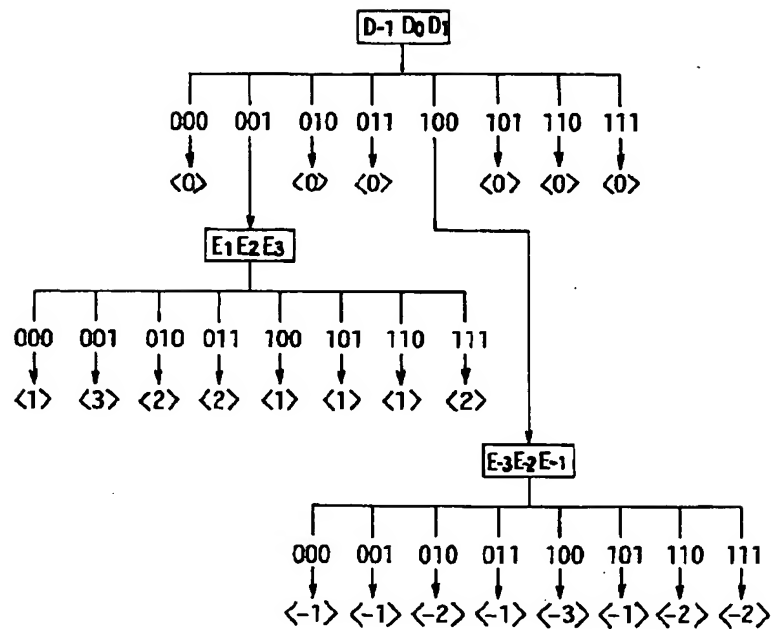 D-1 D0 D1
000 001 010 011 100 101 110 111
<0> <0> <0> <0> <0> <0>
E1 E2 E3
000 001 010 011 100 101 110 111
<1> <3> <2> <2> <1> <1> <1> <2>
E-3 E-2 E-1
000 001 010 011 100 101 110 111
<-1> <-1> <-2> <-1> <-3> <-1> <-2> <-2>